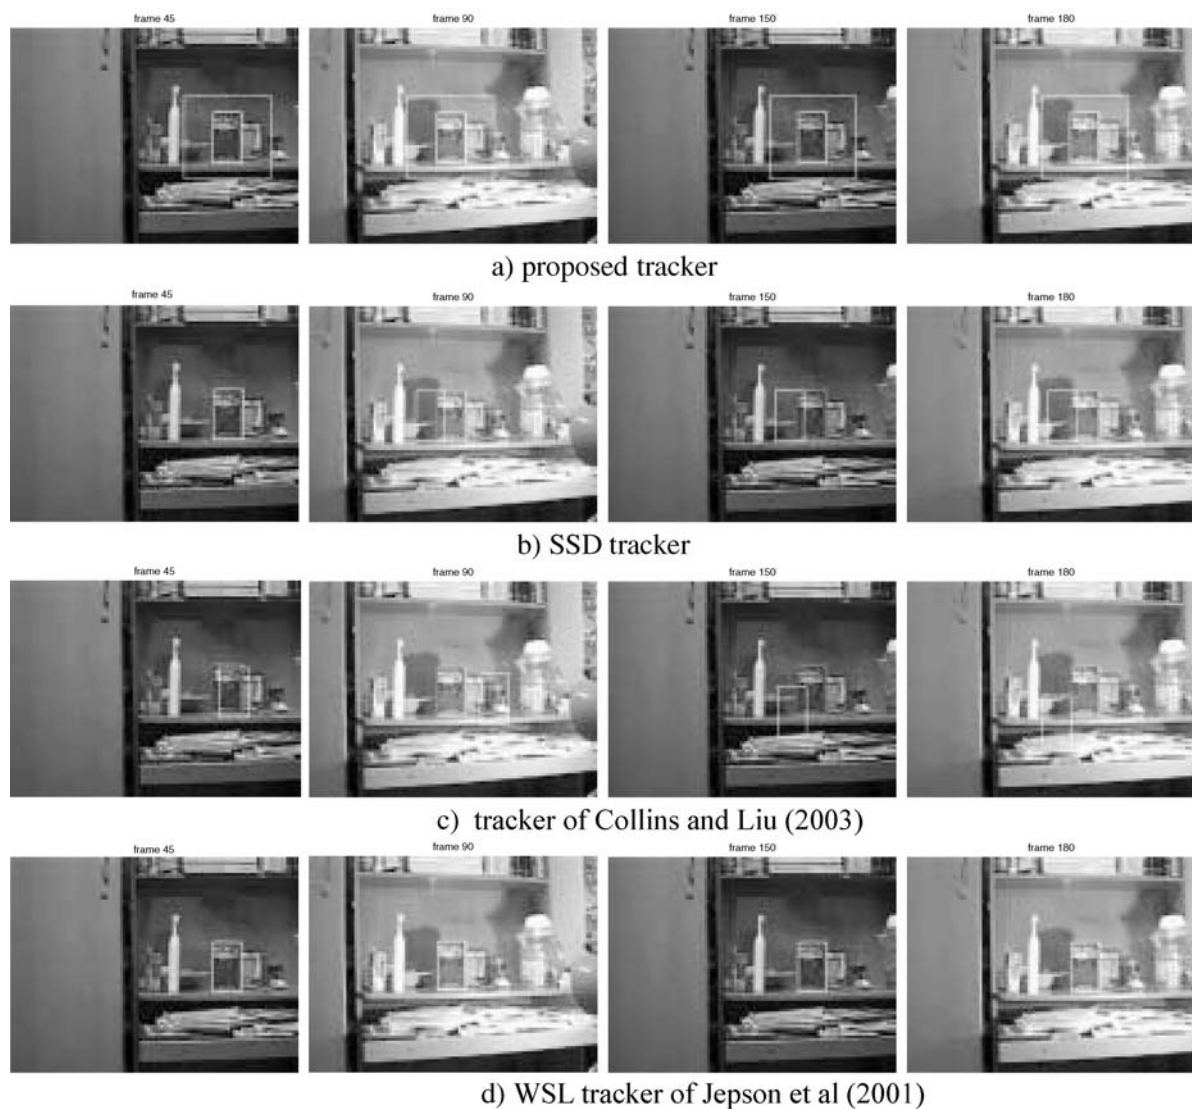 frame 45 frame 90 frame 150 frame 180
a) proposed tracker
frame 45 frame 90 frame 150 frame 180
b) SSD tracker
frame 45 frame 90 frame 150 frame 180
c) tracker of Collins and Liu (2003)
frame 45 frame 90 frame 150 frame 180
d) WSL tracker of Jepson et al (2001)